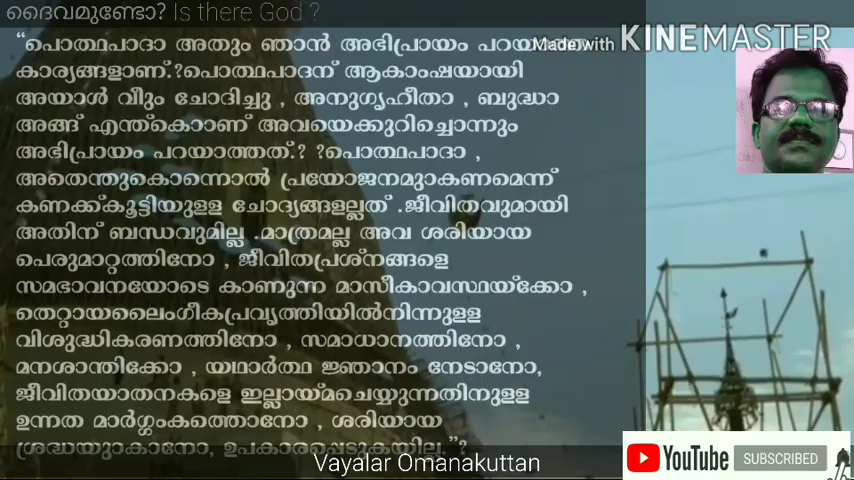 ദൈവമുണ്ടോ? Is there God ?
“പൊത്ഥപാദാ അതും ഞാൻ അഭിപ്രായം
Made with KINEMASTER
കാര്യങ്ങളാണ്.?പൊത്ഥപാദന് ആകാംഷയായി
അയാൾ വീും ചോദിച്ചു , അനുഗൃഹീതാ , ബുദ്ധാ
അങ്ങ് എന്ത്കൊാണ് അവയെക്കുറിച്ചൊന്നും
അഭിപ്രായം പറയാത്തത്.? ?പൊത്ഥപാദാ ,
അതെന്തുകൊന്നൊൽ പ്രയോജനമുാകണമെന്ന്
കണക്ക്കൂട്ടിയുളള ചോദ്യങ്ങളല്ലത് .ജീവിതവുമായി
അതിന് ബന്ധവുമില്ല .മാത്രമല്ല അവ ശരിയായ
പെരുമാറ്റത്തിനോ , ജീവിതപ്രശ്നങ്ങളെ
സമഭാവനയോടെ കാണുന്ന മാസീകാവസ്ഥയ്ക്കോ ,
തെറ്റായലൈംഗീകപ്രവൃത്തിയിൽനിന്നുളള
വിശുദ്ധികരണത്തിനോ , സമാധാനത്തിനോ ,
മനശാന്തിക്കോ , യഥാർത്ഥ ജ്ഞാനം നേടാനോ,
ജീവിതയാതനകളെ ഇല്ലായ്മചെയ്യുന്നതിനുളള
ഉന്നത മാർഗ്ഗംകത്തൊനോ , ശരിയായ
ശ്രദ്ധയുാകാനോ, ഉപകാരപ്പെടുകയില്ല.”?
Vayalar Omanakuttan
YouTube SUBSCRIBED